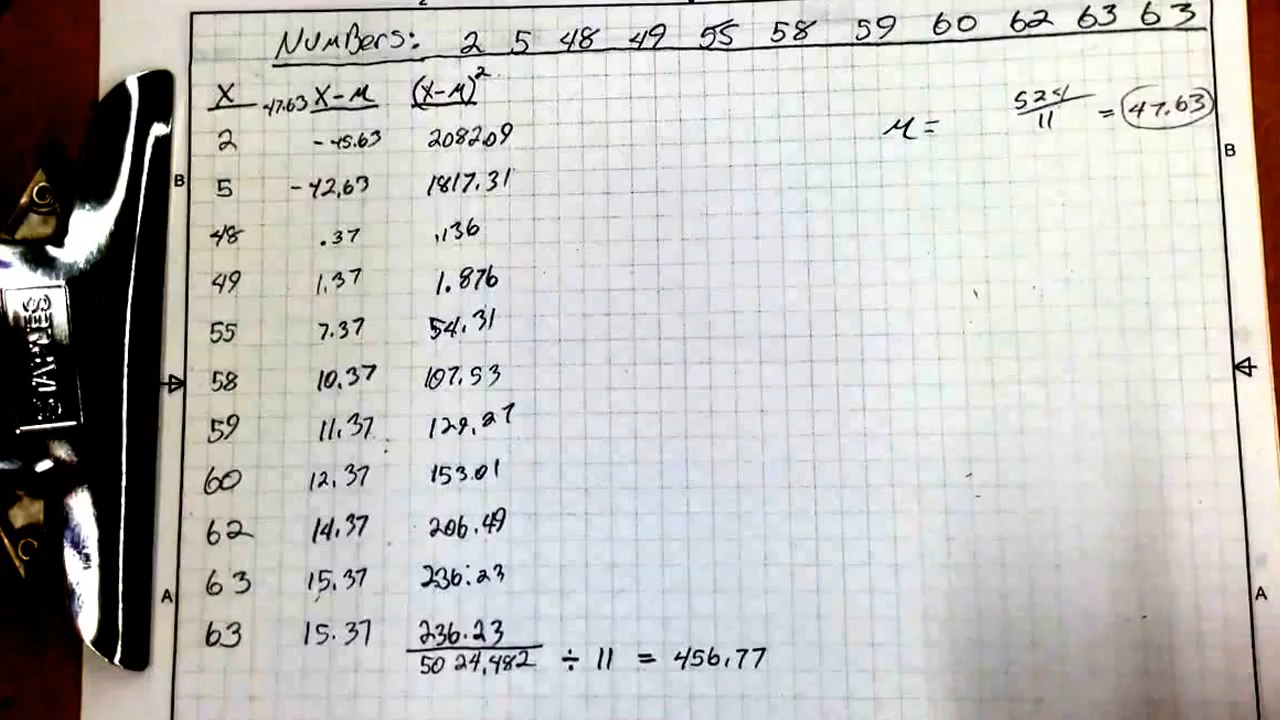 NUMBERS: 2 5 48 49 55 58 59 60 62 63 63
X 47.63 X-μ (X-μ)²
μ = 524/11 = 47.63
2 -45.63 208209
B B
5 -42.63 1817.31
48 .37 .136
49 1.37 1.876
STAPLES
55 7.37 54.31
58 10.37 107.53
59 11.37 129.27
60 12.37 153.01
62 14.37 206.49
63 15.37 236.23
A A
63 15.37 236.23
5024.482 ÷ 11 = 456.77